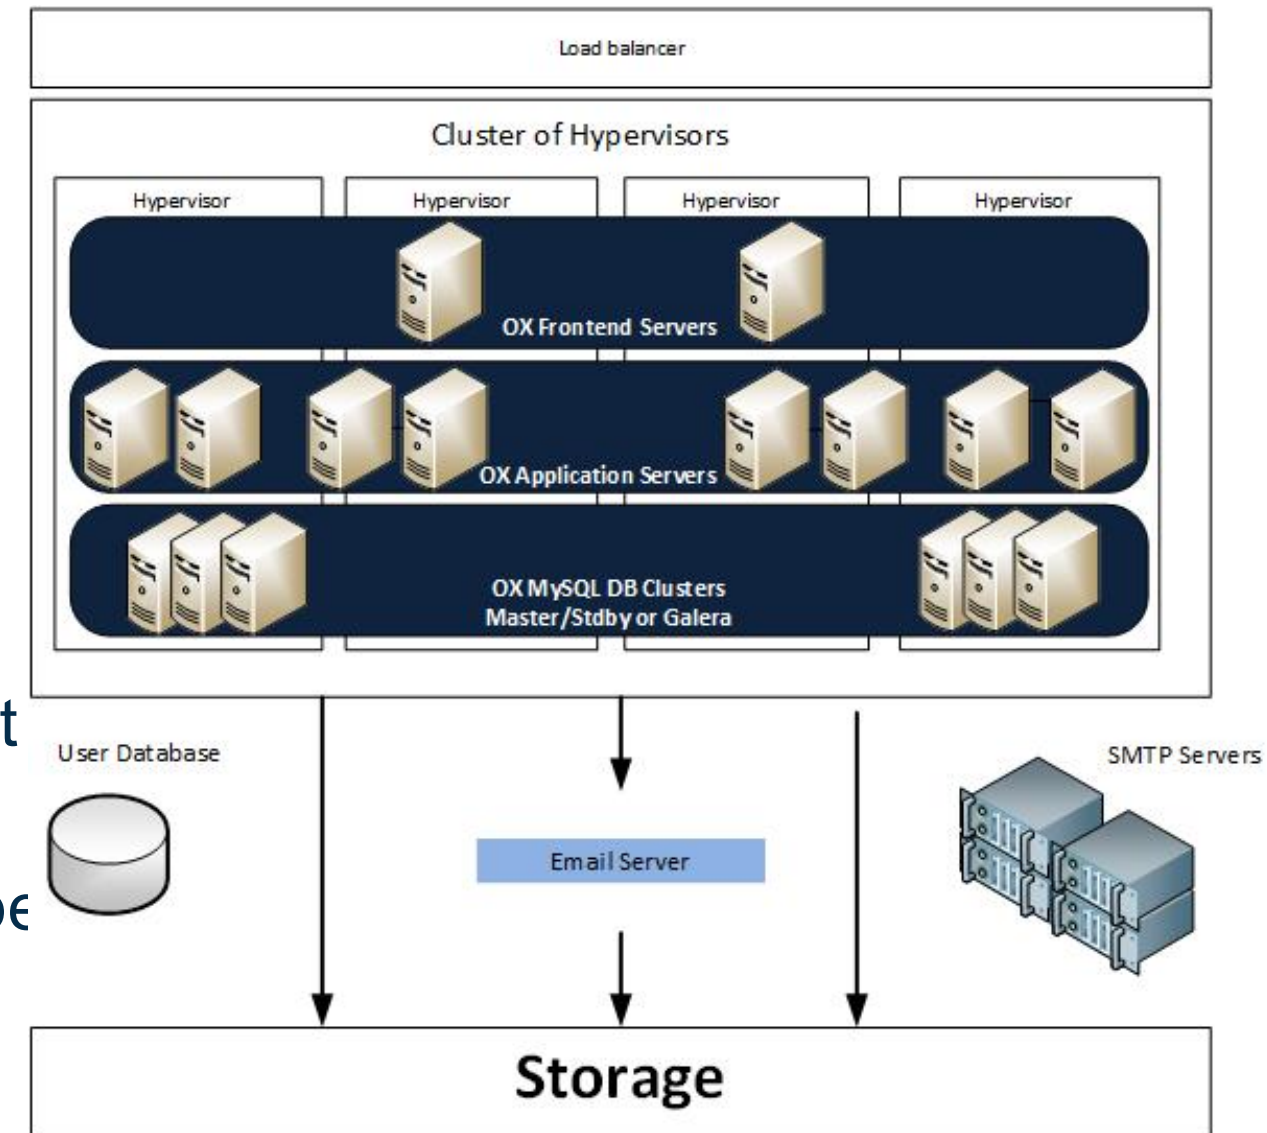 Load balancer
Cluster of Hypervisors
Hypervisor
Hypervisor
Hypervisor
Hypervisor
OX Frontend Servers
OX Application Servers
OX MySQL DB Clusters
Master/Stdby or Galera
t
User Database
SMTP Servers
Email Server
pe
Storage